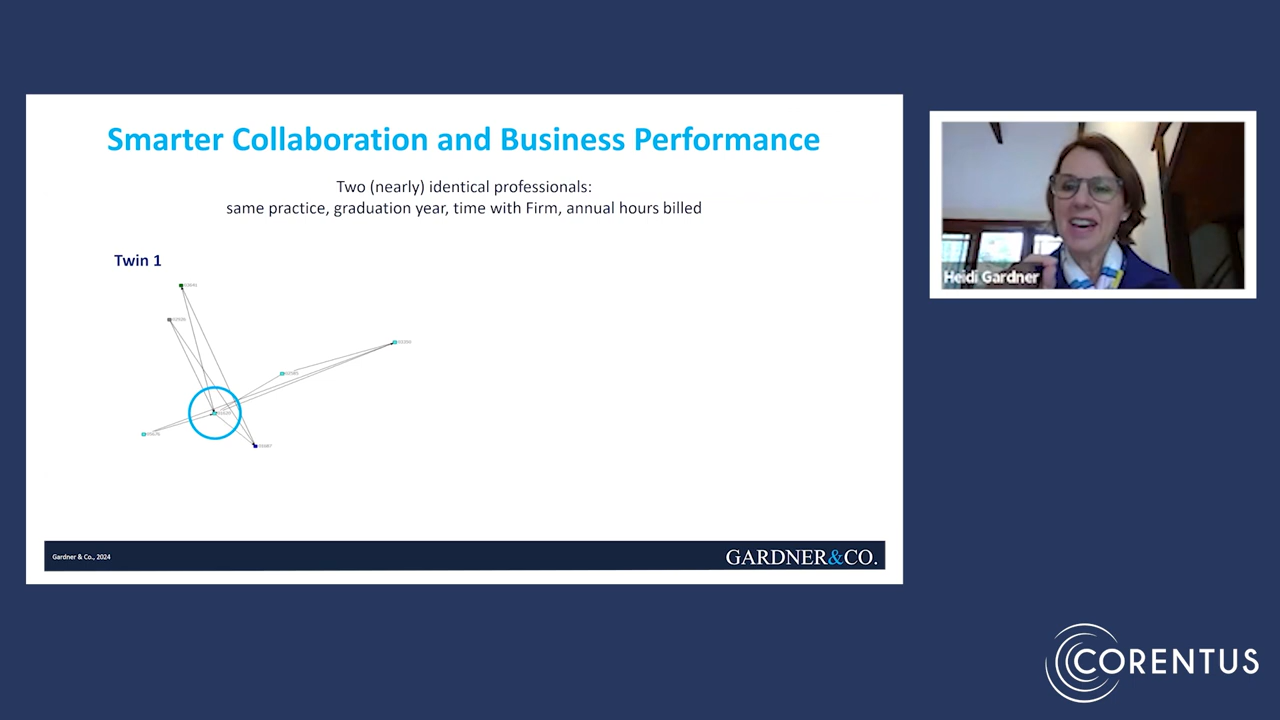 Smarter Collaboration and Business Performance
Two (nearly) identical professionals:
same practice, graduation year, time with Firm, annual hours billed
Twin 1
Gardner & Co., 2024
GARDNER&CO.
Heidi Gardner
CORENTUS